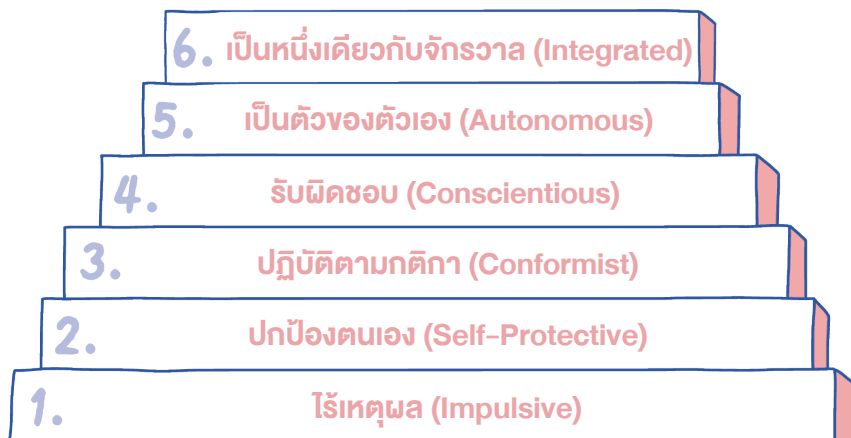 6. เป็นหนึ่งเดียวกับจักรวาล (Integrated)
5. เป็นตัวของตัวเอง (Autonomous)
4. รับผิดชอบ (Conscientious)
3. ปฏิบัติตามกติกา (Conformist)
2. ปกป้องตนเอง (Self-Protective)
1. ไร้เหตุผล (Impulsive)